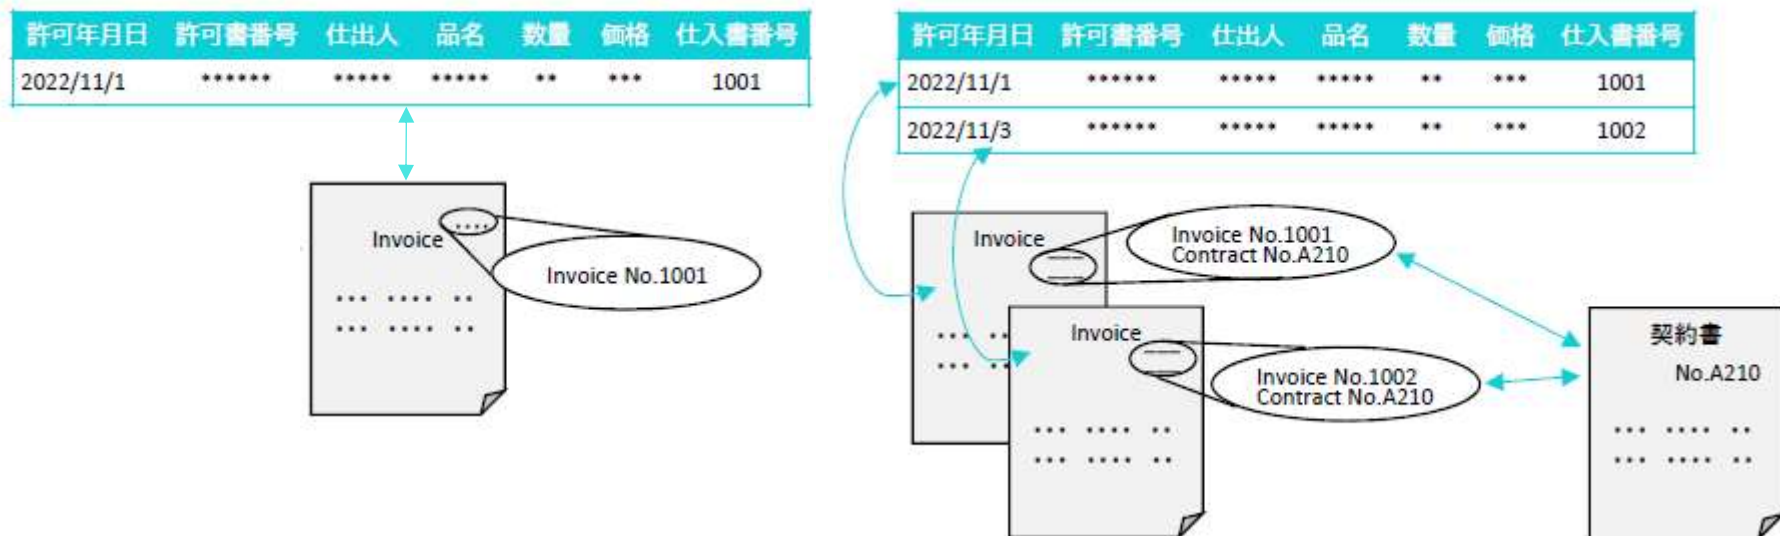 許可年月日 許可書番号 仕出人 品名 数量 価格 仕入書番号
2022/11/1 ****** ***** ***** ** *** 1001
Invoice
Invoice No.1001
許可年月日 許可書番号 仕出人 品名 数量 価格 仕入書番号
2022/11/1 ****** ***** ***** ** *** 1001
2022/11/3 ****** ***** ***** ** *** 1002
Invoice
Invoice No.1001
Contract No.A210
Invoice
Invoice No.1002
Contract No.A210
契約書
No.A210